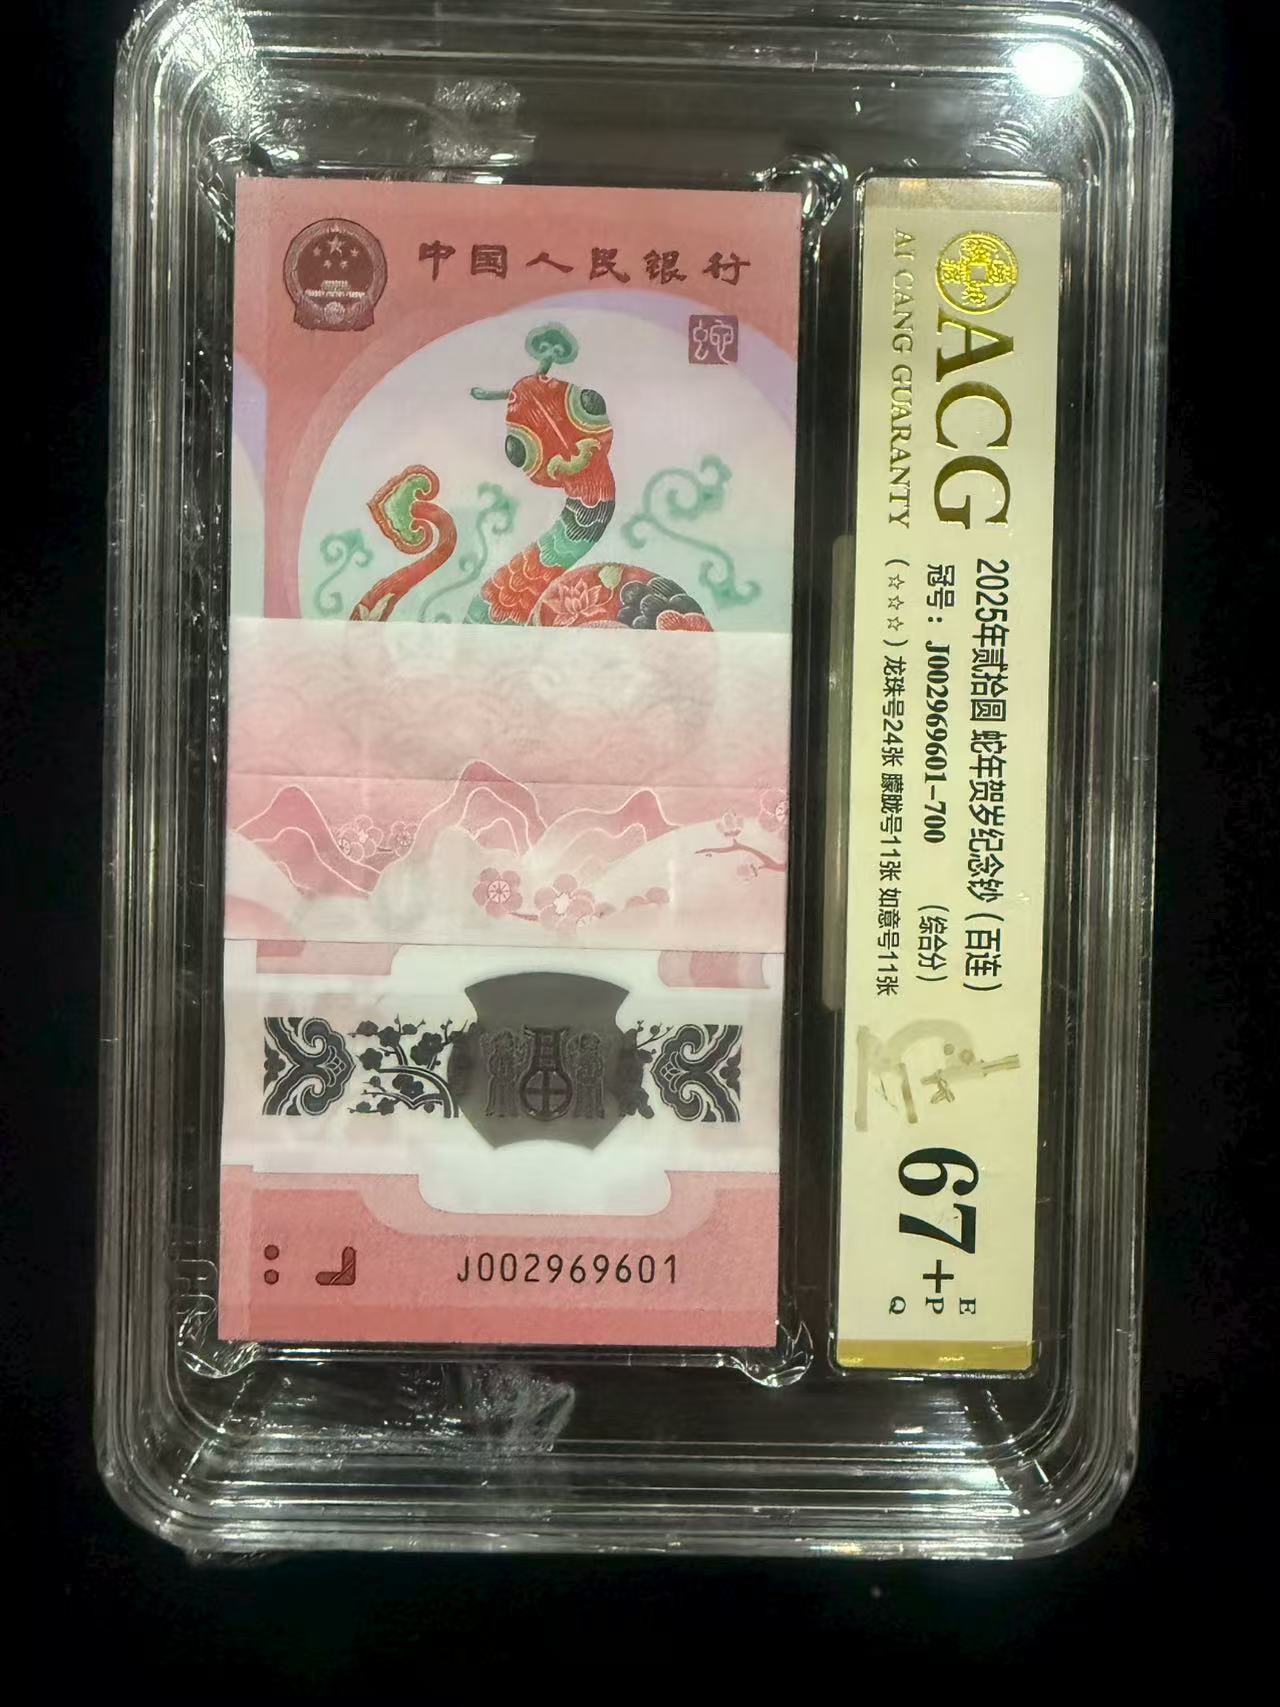 中国人民银行
蛇
J002969601
ACG
AI CANG GUARANTY
2025年贰拾圆 蛇年贺岁纪念钞（百连）
冠号：J002969601-700 （综合分）
（☆☆☆）龙珠号24张 朦胧号11张 如意号11张
67+
E
P
Q